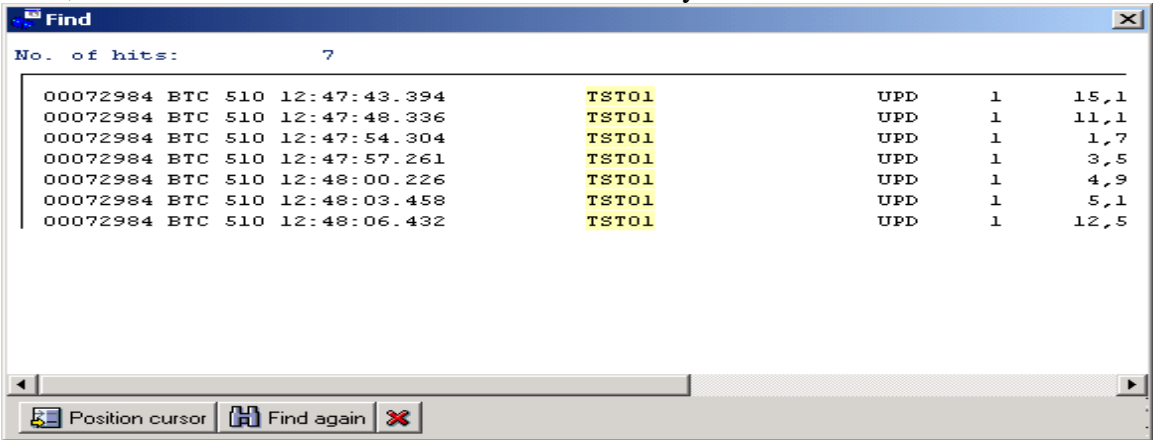 Find
No. of hits: 7
00072984 BTC 510 12:47:43.394 TST01 UPD 1 15,1
00072984 BTC 510 12:47:48.336 TST01 UPD 1 11,1
00072984 BTC 510 12:47:54.304 TST01 UPD 1 1,7
00072984 BTC 510 12:47:57.261 TST01 UPD 1 3,5
00072984 BTC 510 12:48:00.226 TST01 UPD 1 4,9
00072984 BTC 510 12:48:03.458 TST01 UPD 1 5,1
00072984 BTC 510 12:48:06.432 TST01 UPD 1 12,5
Position cursor Find again